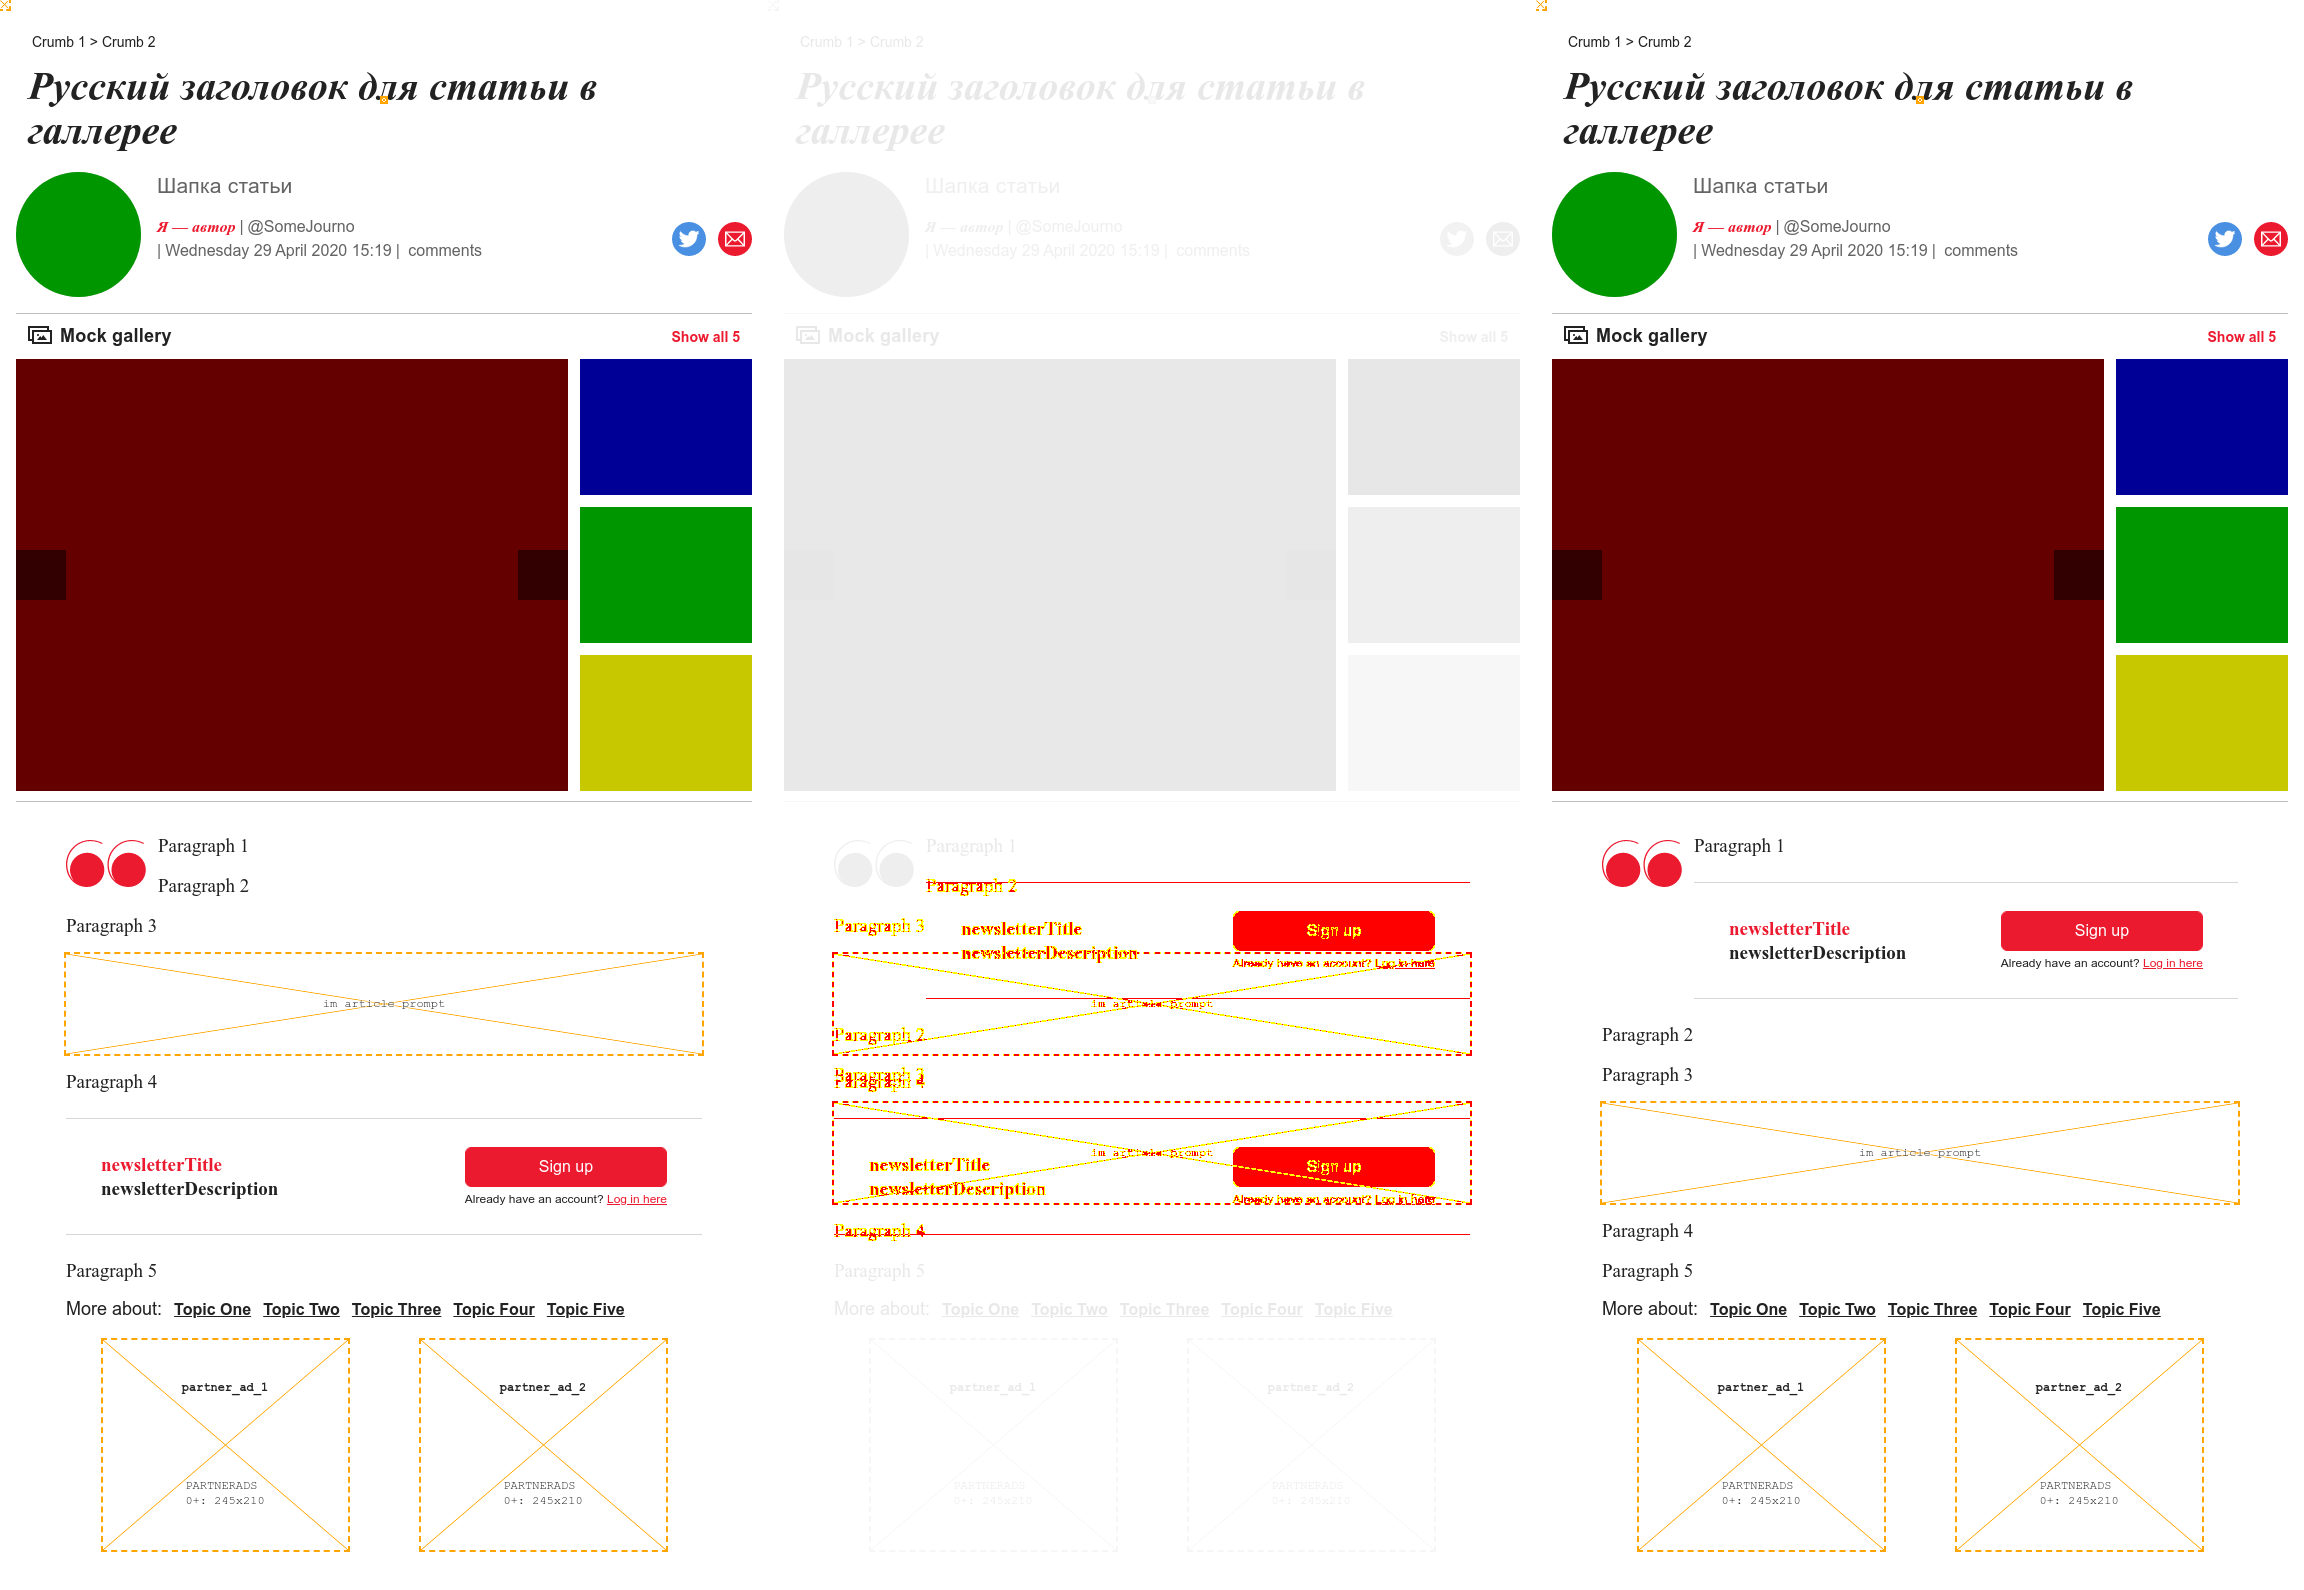 Crumb 1 > Crumb 2
Русский заголовок для статьи в
галлерее
Шапка статьи
Я — автор | @SomeJourno
| Wednesday 29 April 2020 15:19 | comments
Mock gallery
Show all 5
Paragraph 1
Paragraph 2
Paragraph 3
im article prompt
Paragraph 4
newsletterTitle
newsletterDescription
Sign up
Already have an account? Log in here
Paragraph 5
More about: Topic One Topic Two Topic Three Topic Four Topic Five
partner_ad_1
PARTNERADS
0+: 245x210
partner_ad_2
PARTNERADS
0+: 245x210
Crumb 1 > Crumb 2
Русский заголовок для статьи в
галлерее
Шапка статьи
Я — автор | @SomeJourno
| Wednesday 29 April 2020 15:19 | comments
Mock gallery
Show all 5
Paragraph 1
Paragraph 2
Paragraph 3
newsletterTitle
newsletterDescription
Sign up
Already have an account? Log in here
im article prompt
Paragraph 2
Paragraph 3
Paragraph 4
im article prompt
newsletterTitle
newsletterDescription
Sign up
Already have an account? Log in here
Paragraph 4
Paragraph 5
More about: Topic One Topic Two Topic Three Topic Four Topic Five
partner_ad_1
PARTNERADS
0+: 245x210
partner_ad_2
PARTNERADS
0+: 245x210
Crumb 1 > Crumb 2
Русский заголовок для статьи в
галлерее
Шапка статьи
Я — автор | @SomeJourno
| Wednesday 29 April 2020 15:19 | comments
Mock gallery
Show all 5
Paragraph 1
newsletterTitle
newsletterDescription
Sign up
Already have an account? Log in here
Paragraph 2
Paragraph 3
im article prompt
Paragraph 4
Paragraph 5
More about: Topic One Topic Two Topic Three Topic Four Topic Five
partner_ad_1
PARTNERADS
0+: 245x210
partner_ad_2
PARTNERADS
0+: 245x210